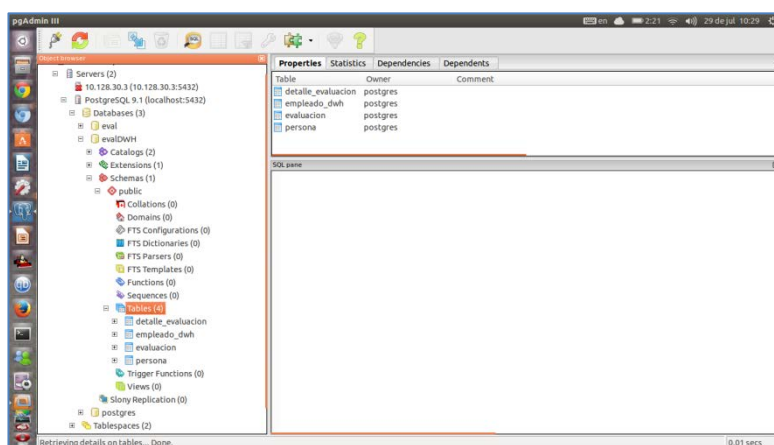 pgAdmin III
en 2:21 29 de jul 10:29
Object browser
Servers (2)
10.128.30.3 (10.128.30.3:5432)
PostgreSQL 9.1 (localhost:5432)
Databases (3)
eval
evalDWH
Catalogs (2)
Extensions (1)
Schemas (1)
public
Collations (0)
Domains (0)
FTS Configurations (0)
FTS Dictionaries (0)
FTS Parsers (0)
FTS Templates (0)
Functions (0)
Sequences (0)
Tables (4)
detalle_evaluacion
empleado_dwh
evaluacion
persona
Trigger Functions (0)
Views (0)
Slony Replication (0)
postgres
Tablespaces (2)
Properties Statistics Dependencies Dependents
Table Owner Comment
detalle_evaluacion postgres
empleado_dwh postgres
evaluacion postgres
persona postgres
SQL pane
Retrieving details on tables... Done.
0.01 secs